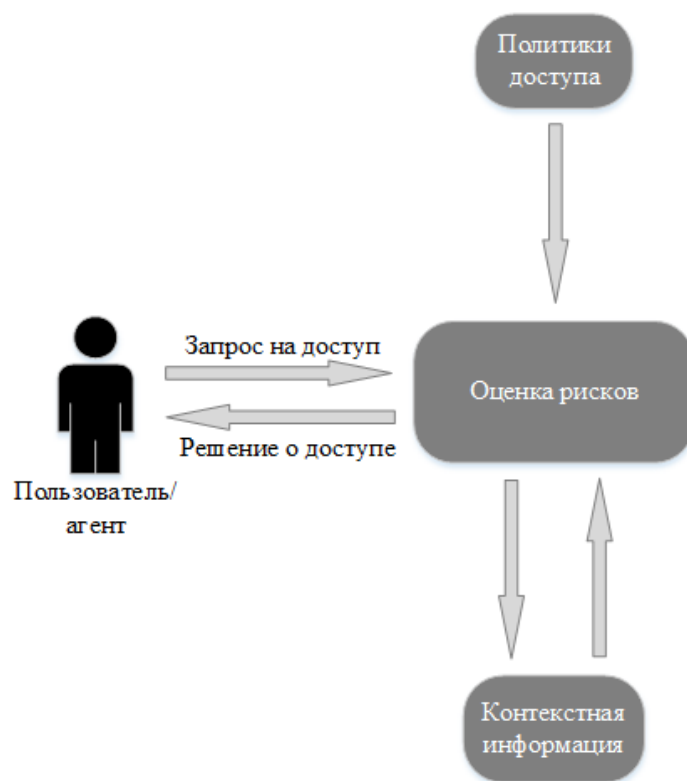 Политики
доступа
Запрос на доступ
Оценка рисков
Решение о доступе
Пользователь/
агент
Контекстная
информация